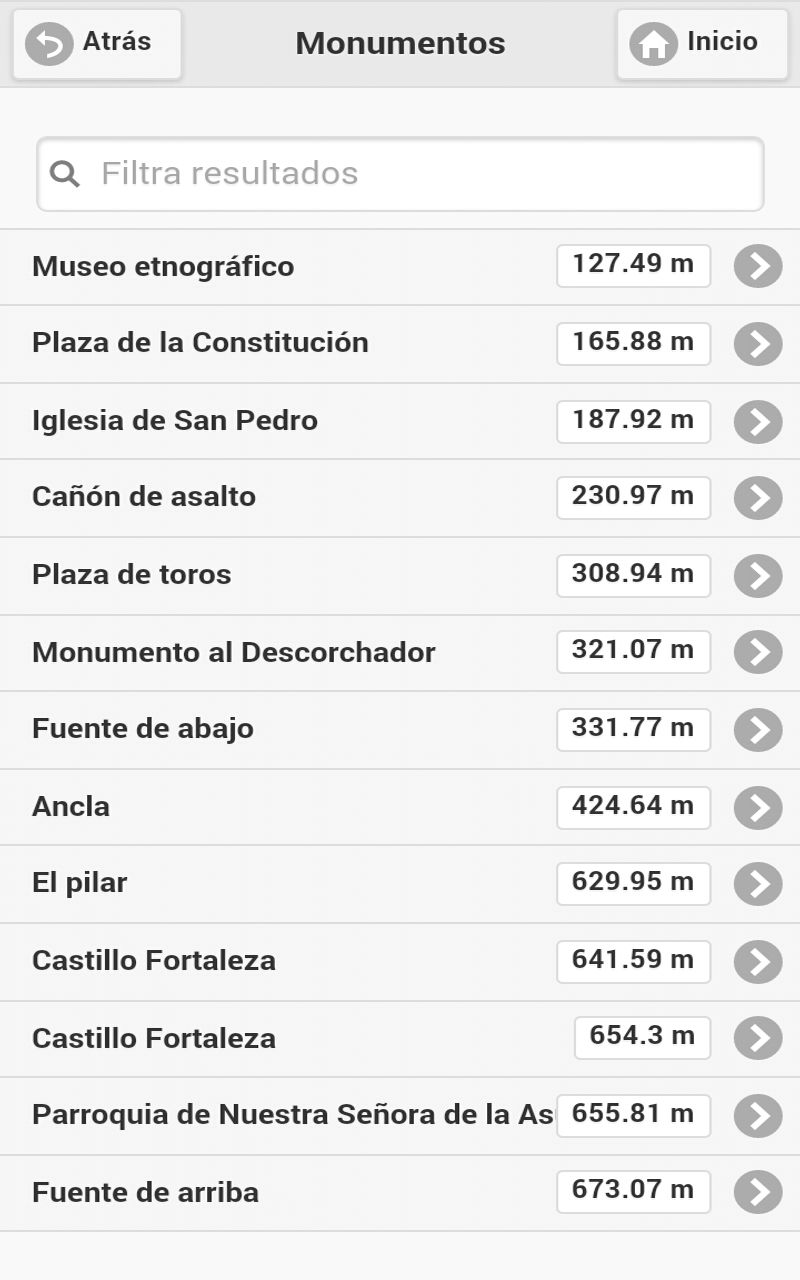 Atrás Monumentos Inicio
Filtra resultados
Museo etnográfico 127.49 m
Plaza de la Constitución 165.88 m
Iglesia de San Pedro 187.92 m
Cañón de asalto 230.97 m
Plaza de toros 308.94 m
Monumento al Descorchador 321.07 m
Fuente de abajo 331.77 m
Ancla 424.64 m
El pilar 629.95 m
Castillo Fortaleza 641.59 m
Castillo Fortaleza 654.3 m
Parroquia de Nuestra Señora de la As 655.81 m
Fuente de arriba 673.07 m